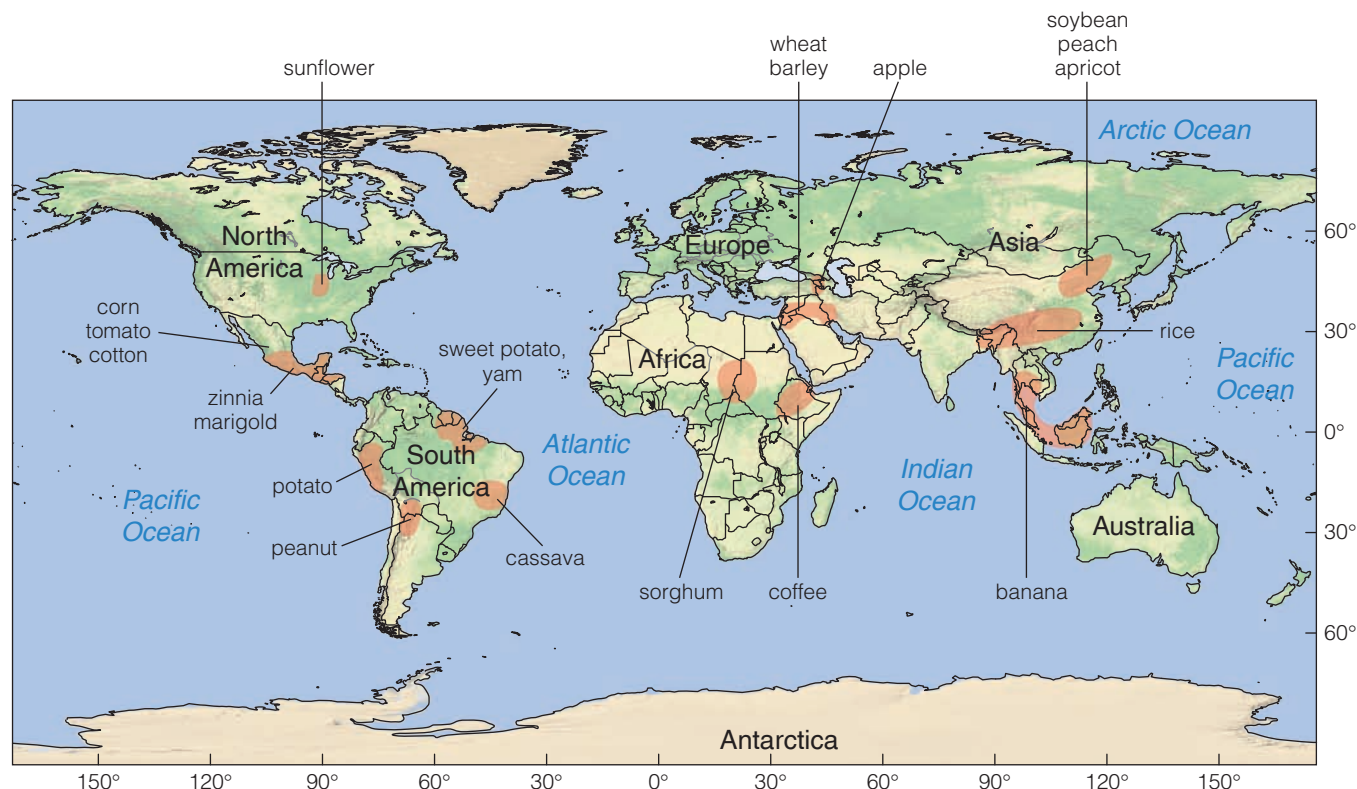 sunflower
wheat
barley
apple
soybean
peach
apricot
Arctic Ocean
North
America
Europe
Asia
60°
corn
tomato
cotton
zinnia
marigold
sweet potato,
yam
Africa
rice
30°
Pacific
Ocean
Atlantic
Ocean
0°
South
America
potato
Pacific
Ocean
Indian
Ocean
peanut
cassava
Australia
30°
sorghum
coffee
banana
60°
Antarctica
150°
120°
90°
60°
30
0°
30°
60°
90°
120°
150°